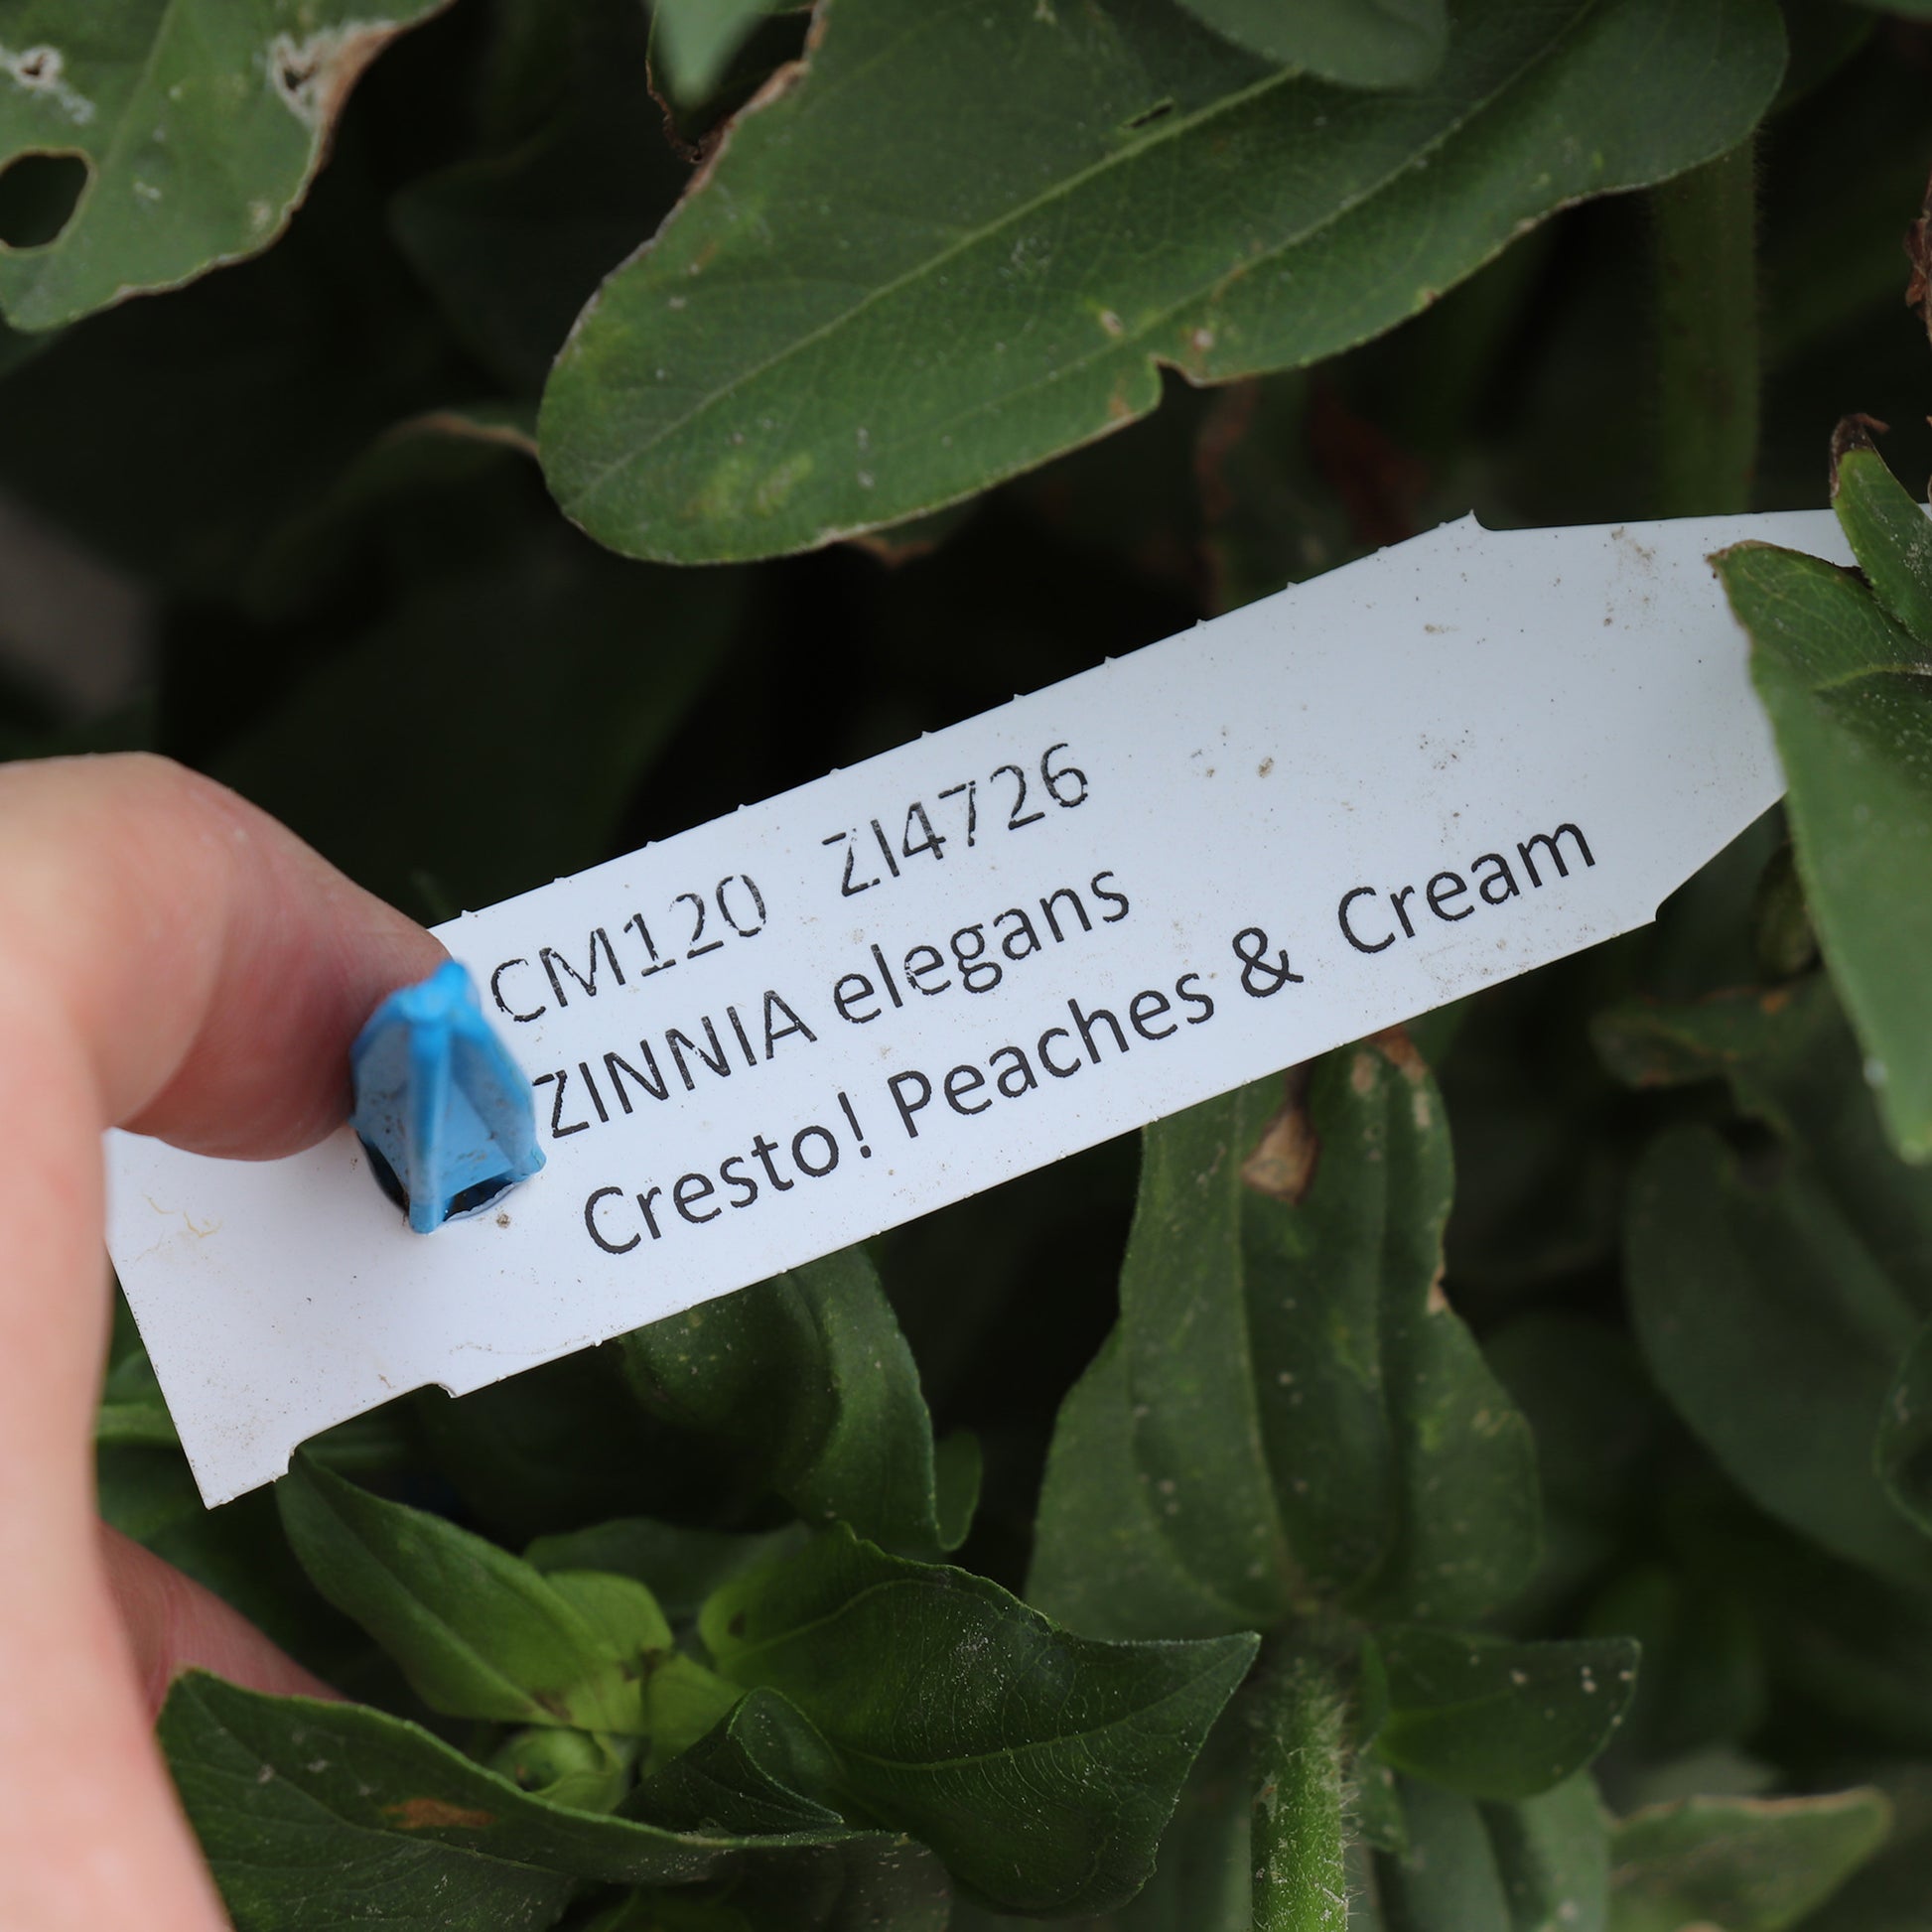 CM120 ZI4726
ZINNIA elegans
Cresto! Peaches & Cream